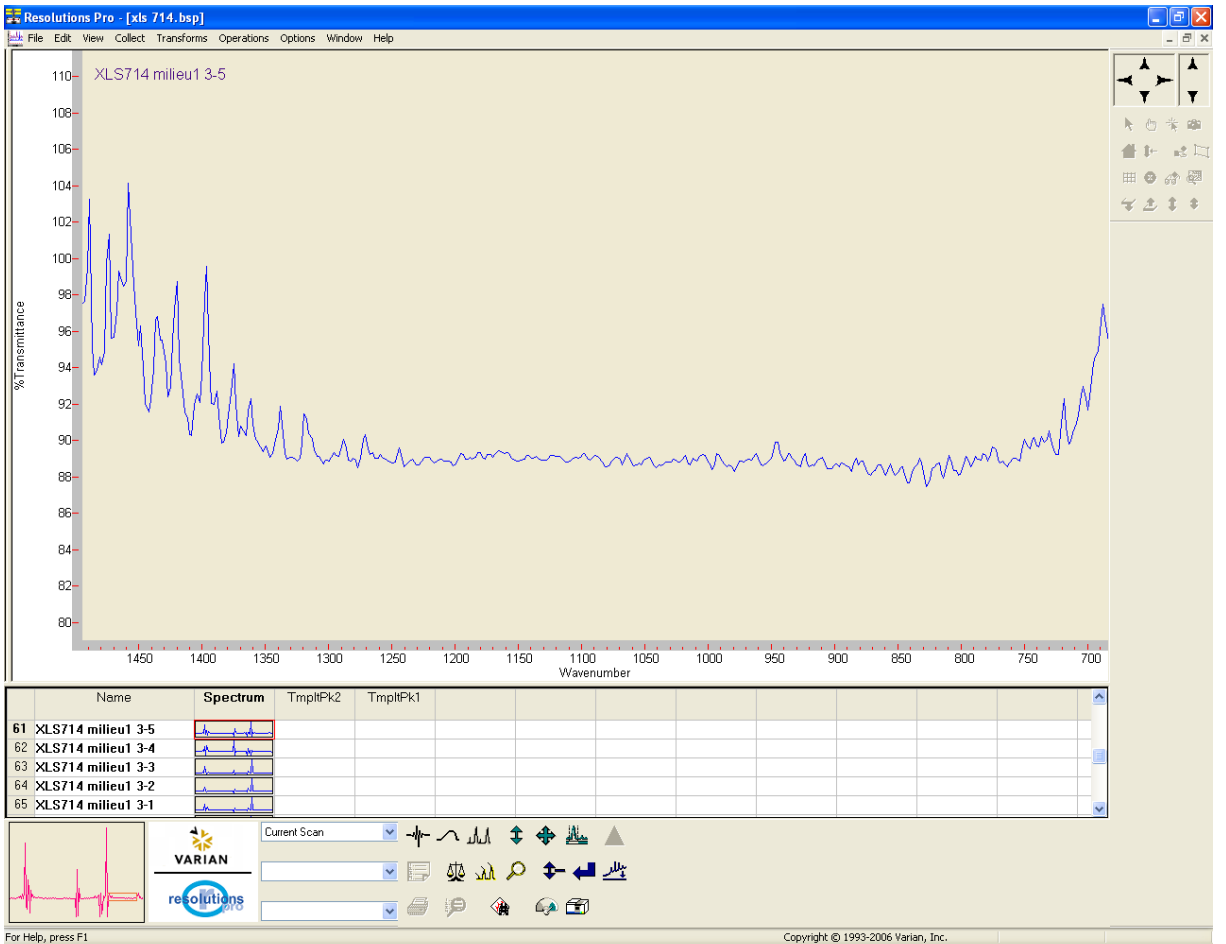 Resolutions Pro - [xls 714.bsp]
File Edit View Collect Transforms Operations Options Window Help
XLS714 milieu1 3-5
110
108
106
104
102
100
98
96
94
92
90
88
86
84
82
80
%Transmittance
1450 1400 1350 1300 1250 1200 1150 1100 1050 1000 950 900 850 800 750 700
Wavenumber
Name Spectrum TmpltPk2 TmpltPk1
61 XLS714 milieu1 3-5
62 XLS714 milieu1 3-4
63 XLS714 milieu1 3-3
64 XLS714 milieu1 3-2
65 XLS714 milieu1 3-1
Current Scan
VARIAN
resolutions
pro
For Help, press F1
Copyright © 1993-2006 Varian, Inc.